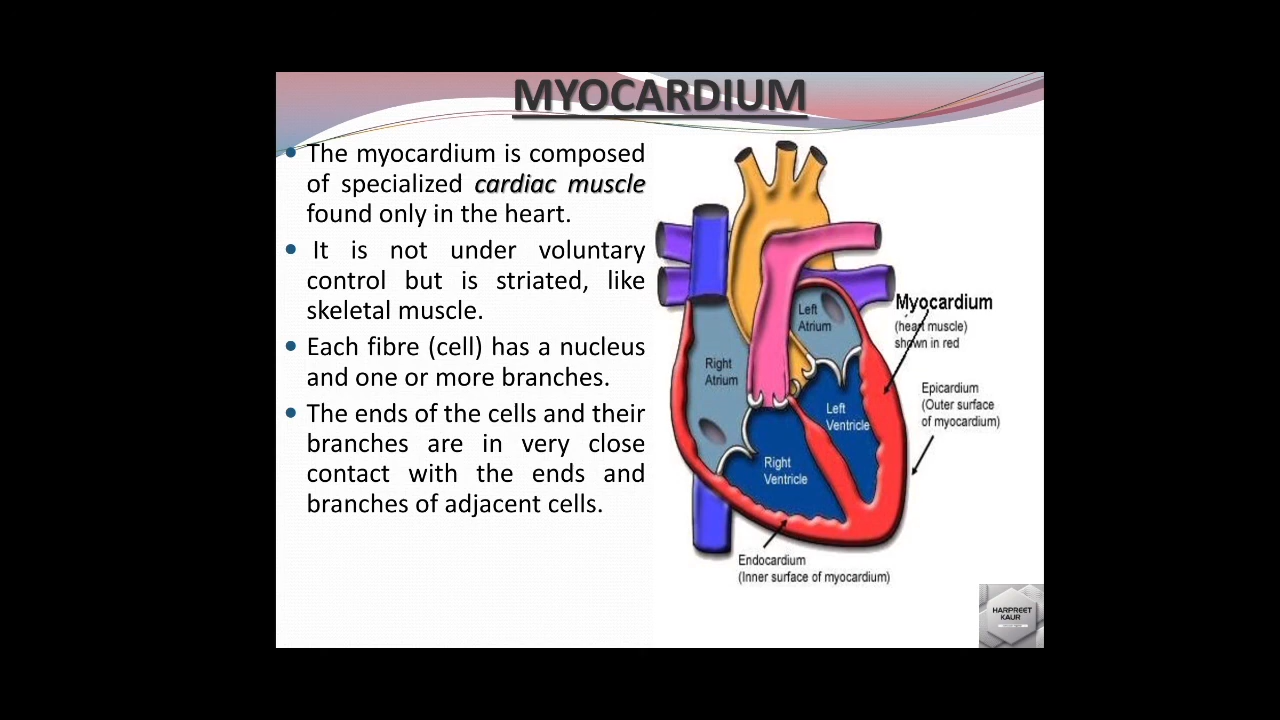 MYOCARDIUM
• The myocardium is composed
of specialized cardiac muscle
found only in the heart.
• It is not under voluntary
control but is striated, like
skeletal muscle.
• Each fibre (cell) has a nucleus
and one or more branches.
• The ends of the cells and their
branches are in very close
contact with the ends and
branches of adjacent cells.
Left
Atrium
Myocardium
(heart muscle)
shown in red
Right
Atrium
Epicardium
(Outer surface
of myocardium)
Left
Ventricle
Right
Ventricle
Endocardium
(Inner surface of myocardium)
HARPREET
KAUR